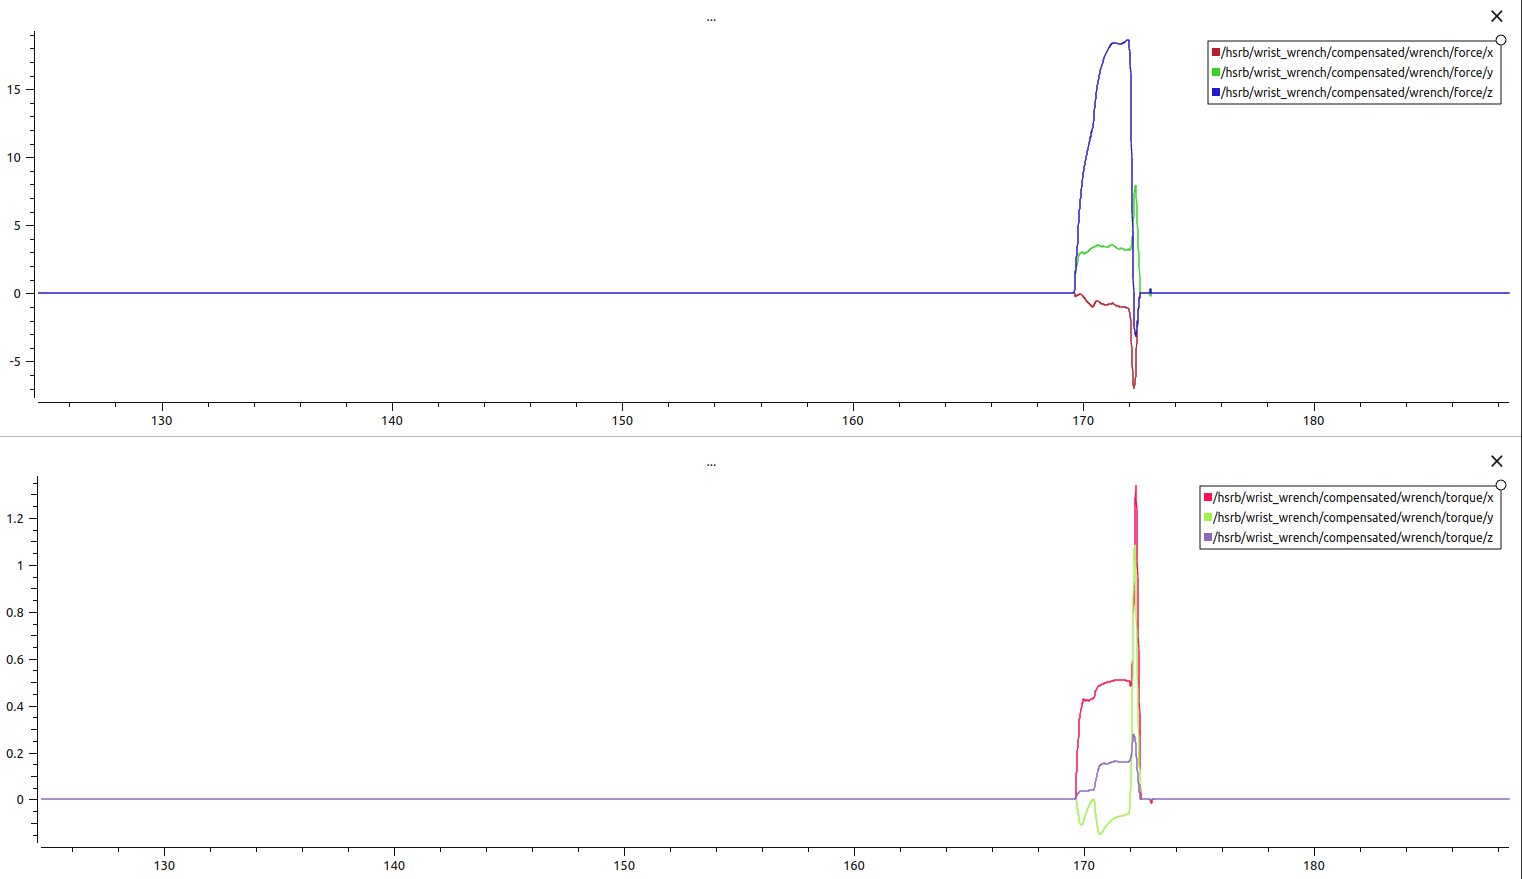 ...
/hsrb/wrist_wrench/compensated/wrench/force/x
/hsrb/wrist_wrench/compensated/wrench/force/y
/hsrb/wrist_wrench/compensated/wrench/force/z
15
10
5
0
-5
130 140 150 160 170 180
...
/hsrb/wrist_wrench/compensated/wrench/torque/x
/hsrb/wrist_wrench/compensated/wrench/torque/y
/hsrb/wrist_wrench/compensated/wrench/torque/z
1.2
1
0.8
0.6
0.4
0.2
0
130 140 150 160 170 180